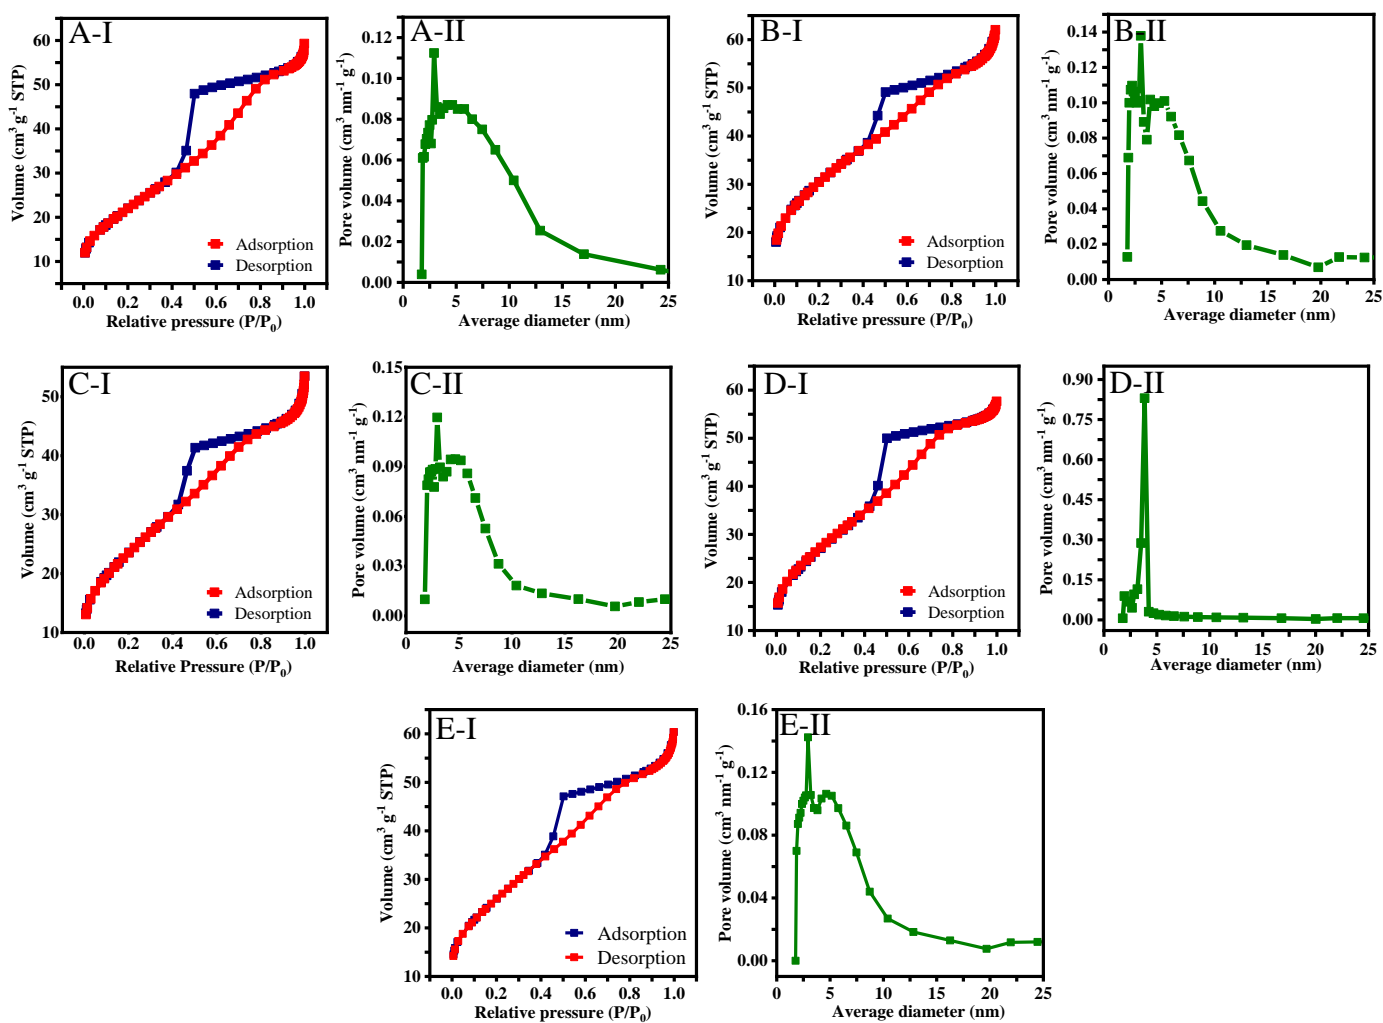 A-I
Volume (cm³ g⁻¹ STP)
60
50
40
30
20
10
Adsorption
Desorption
0.0 0.2 0.4 0.6 0.8 1.0
Relative pressure (P/P₀)
A-II
Pore volume (cm³ nm⁻¹ g⁻¹)
0.12
0.10
0.08
0.06
0.04
0.02
0.00
0 5 10 15 20 25
Average diameter (nm)
B-I
Volume (cm³ g⁻¹ STP)
60
50
40
30
20
10
Adsorption
Desorption
0.0 0.2 0.4 0.6 0.8 1.0
Relative pressure (P/P₀)
B-II
Pore volume (cm³ nm⁻¹ g⁻¹)
0.14
0.12
0.10
0.08
0.06
0.04
0.02
0.00
0 5 10 15 20 25
Average diameter (nm)
C-I
Volume (cm³ g⁻¹ STP)
50
40
30
20
10
Adsorption
Desorption
0.0 0.2 0.4 0.6 0.8 1.0
Relative Pressure (P/P₀)
C-II
Pore volume (cm³ nm⁻¹ g⁻¹)
0.15
0.12
0.09
0.06
0.03
0.00
0 5 10 15 20 25
Average diameter (nm)
D-I
Volume (cm³ g⁻¹ STP)
60
50
40
30
20
10
Adsorption
Desorption
0.0 0.2 0.4 0.6 0.8 1.0
Relative pressure (P/P₀)
D-II
Pore volume (cm³ nm⁻¹ g⁻¹)
0.90
0.75
0.60
0.45
0.30
0.15
0.00
0 5 10 15 20 25
Average diameter (nm)
E-I
Volume (cm³ g⁻¹ STP)
60
50
40
30
20
10
Adsorption
Desorption
0.0 0.2 0.4 0.6 0.8 1.0
Relative pressure (P/P₀)
E-II
Pore volume (cm³ nm⁻¹ g⁻¹)
0.16
0.12
0.08
0.04
0.00
0 5 10 15 20 25
Average diameter (nm)